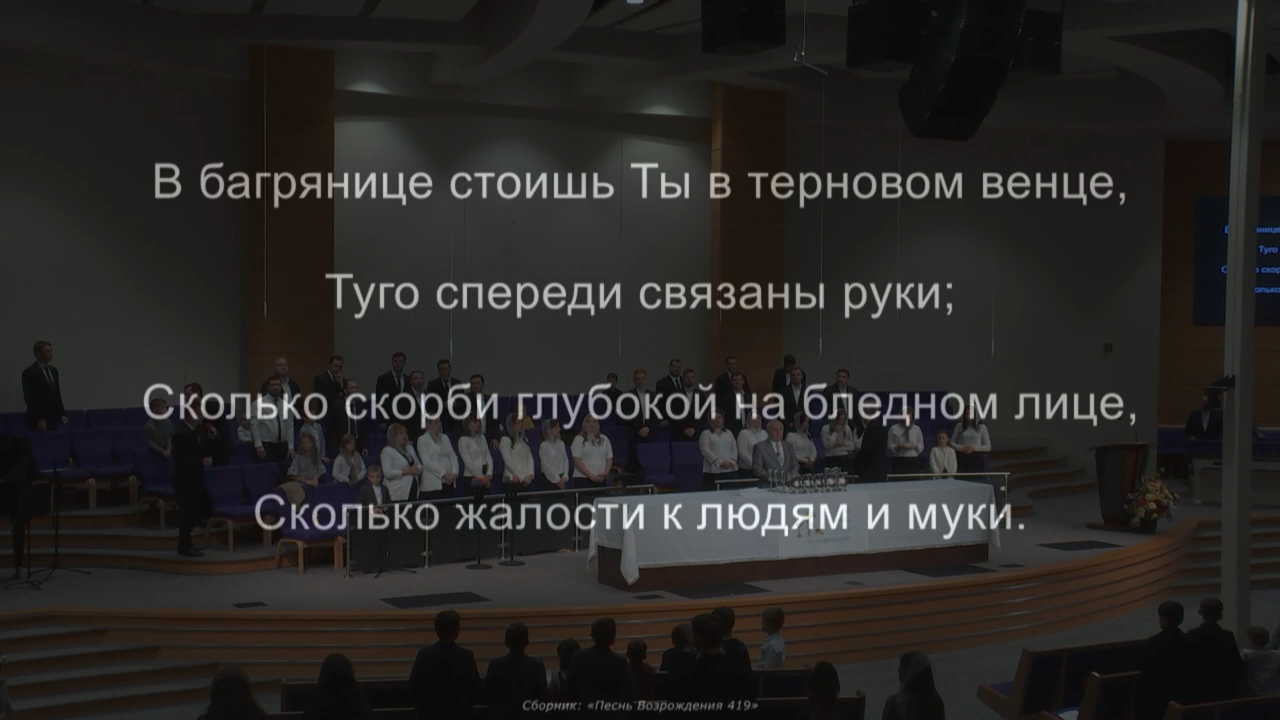 В багрянице стоишь Ты в терновом венце,
Туго спереди связаны руки;
Сколько скорби глубокой на бледном лице,
Сколько жалости к людям и муки.
Сборник: «Песнь Возрождения 419»